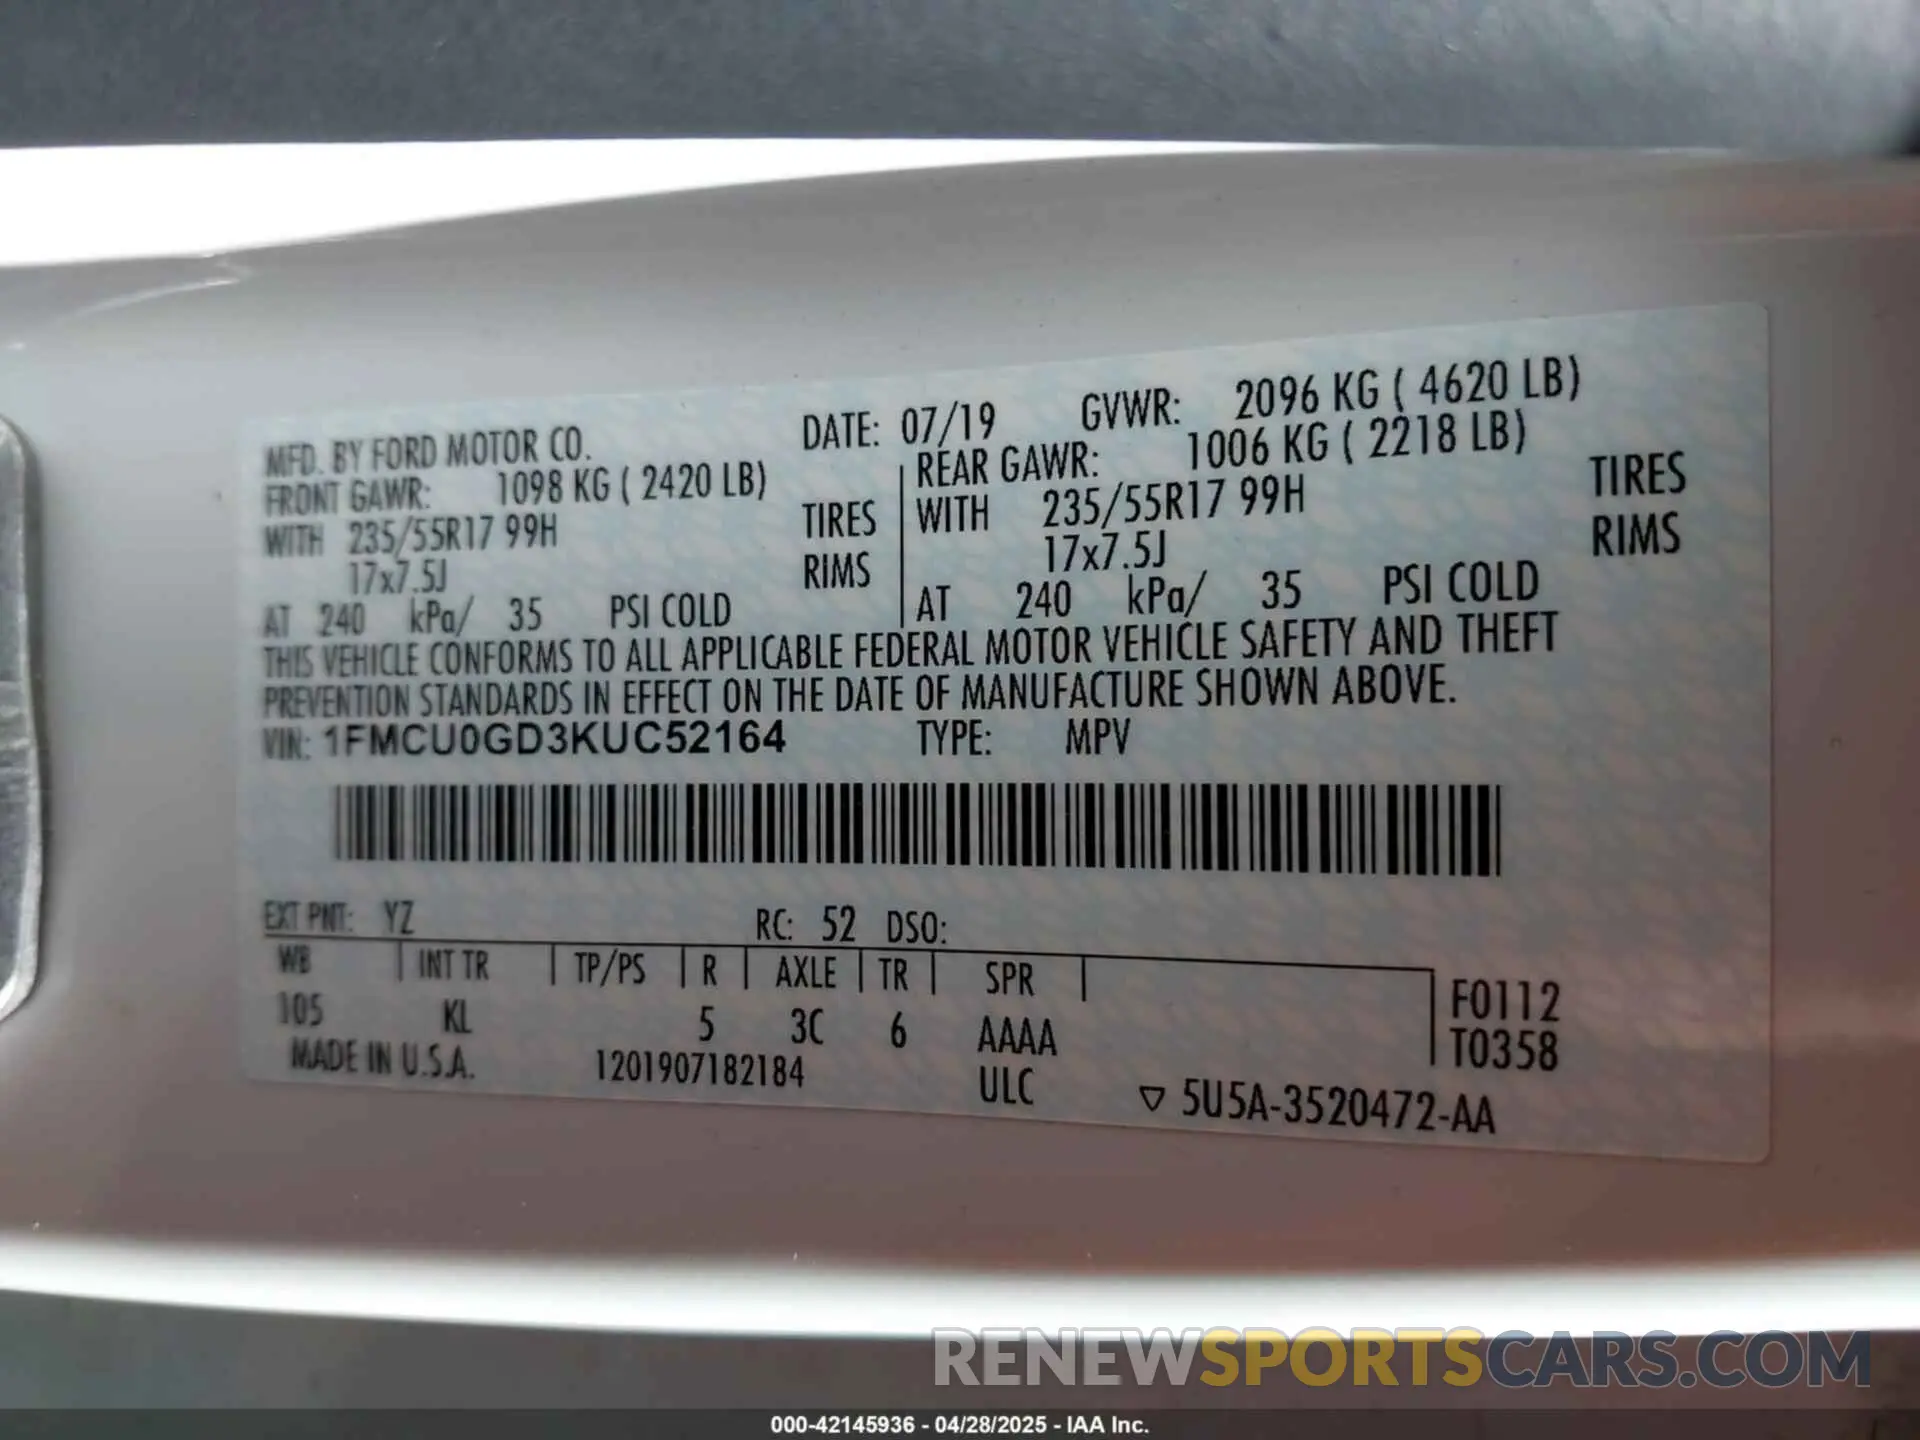 MFD. BY FORD MOTOR CO. DATE: 07/19 GVWR: 2096 KG ( 4620 LB)
FRONT GAWR: 1098 KG ( 2420 LB) REAR GAWR: 1006 KG ( 2218 LB)
WITH 235/55R17 99H TIRES WITH 235/55R17 99H TIRES
17x7.5J RIMS 17x7.5J RIMS
AT 240 kPa/ 35 PSI COLD AT 240 kPa/ 35 PSI COLD
THIS VEHICLE CONFORMS TO ALL APPLICABLE FEDERAL MOTOR VEHICLE SAFETY AND THEFT
PREVENTION STANDARDS IN EFFECT ON THE DATE OF MANUFACTURE SHOWN ABOVE.
VIN: 1FMCU0GD3KUC52164 TYPE: MPV
EXT PNT: YZ RC: 52 DSO:
WB INT TR TP/PS R AXLE TR SPR
105 KL 5 3C 6 AAAA
F0112
T0358
MADE IN U.S.A. 1201907182184 ULC ▽ 5U5A-3520472-AA
RENEWSPORTSCARS.COM
000-42145936 - 04/28/2025 - IAA Inc.